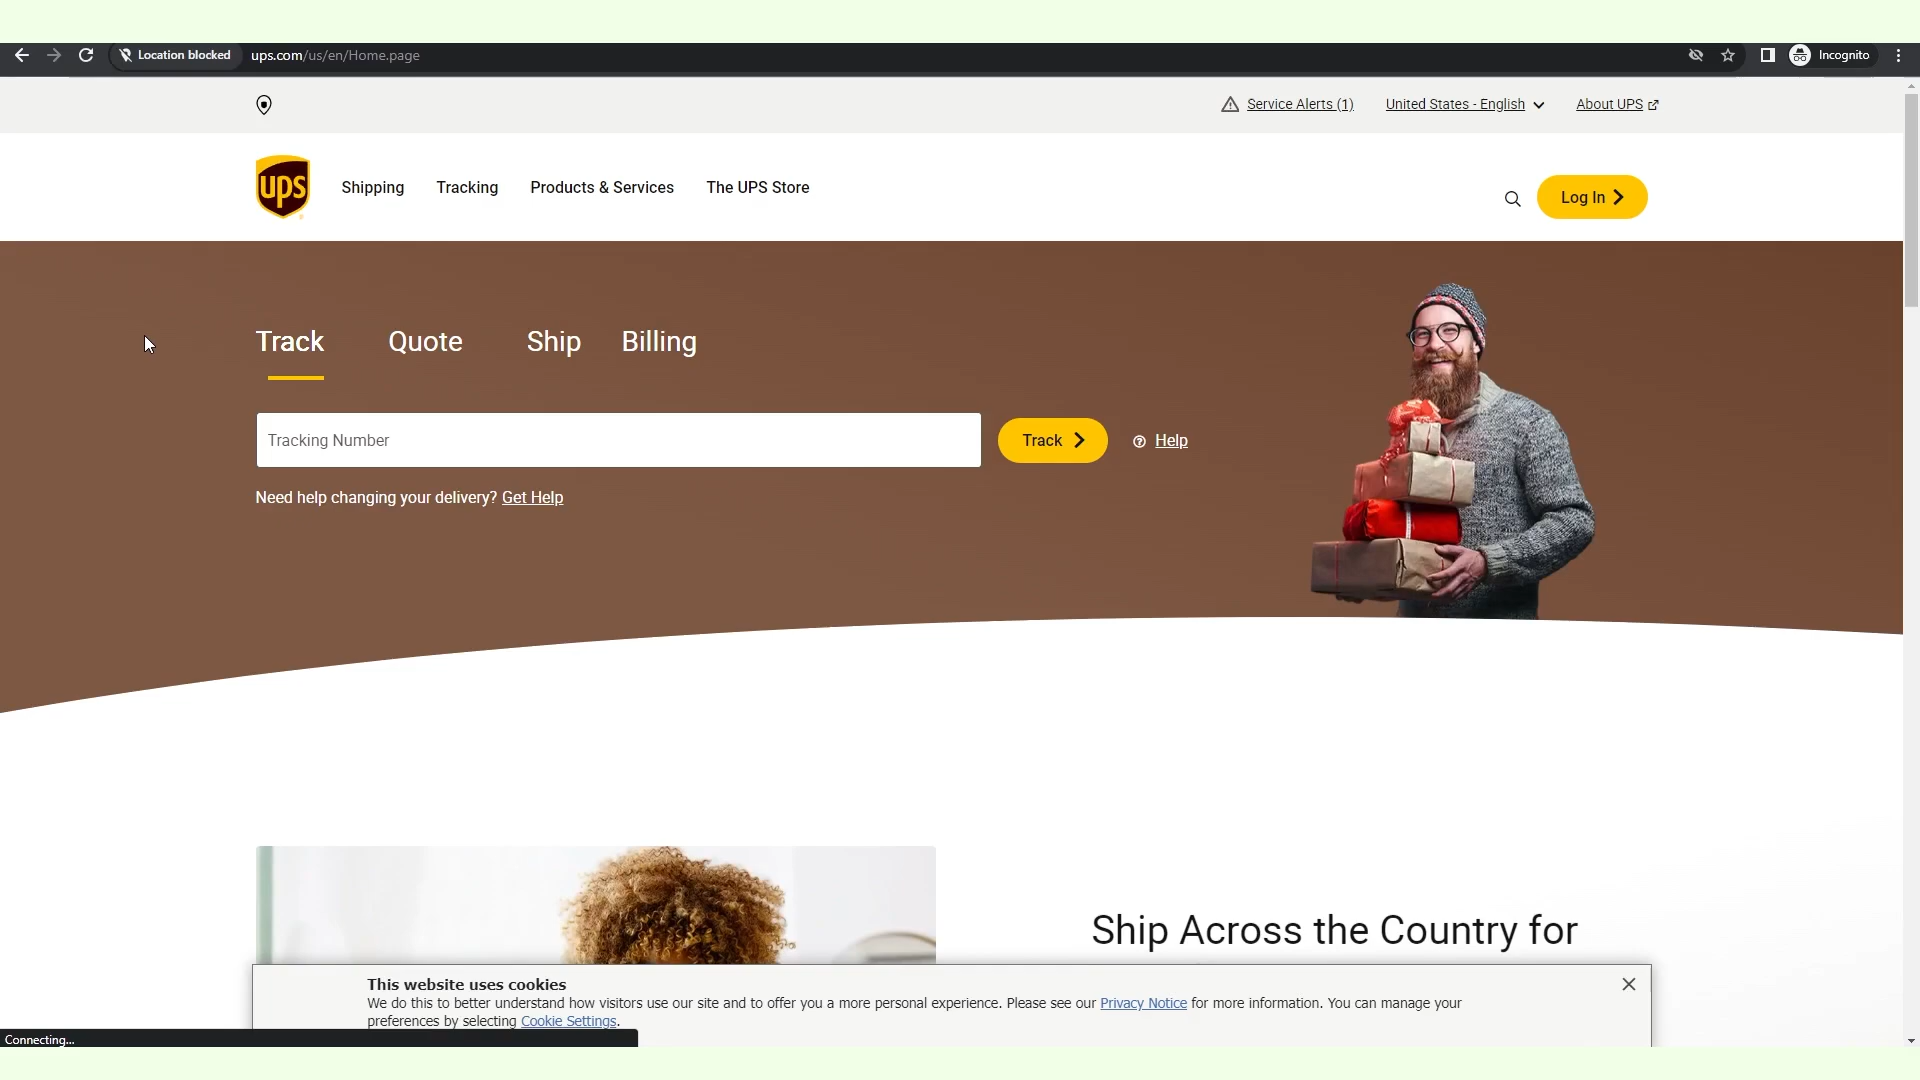 Location blocked ups.com/us/en/Home.page Incognito
Service Alerts (1) United States - English About UPS
ups Shipping Tracking Products & Services The UPS Store Log In
Track Quote Ship Billing
Tracking Number Track Help
Need help changing your delivery? Get Help
Ship Across the Country for
This website uses cookies
We do this to better understand how visitors use our site and to offer you a more personal experience. Please see our Privacy Notice for more information. You can manage your
preferences by selecting Cookie Settings.
Connecting...